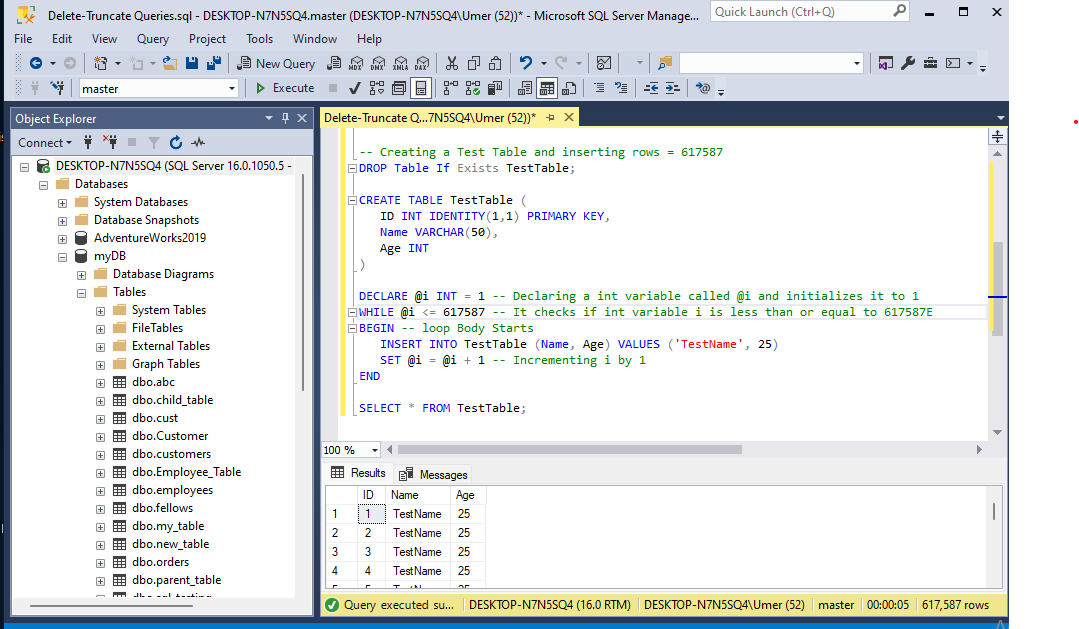 Delete-Truncate Queries.sql - DESKTOP-N7N5SQ4.master (DESKTOP-N7N5SQ4\Umer (52))* - Microsoft SQL Server Manage...
Quick Launch (Ctrl+Q)
File Edit View Query Project Tools Window Help
New Query
MDX DMX XMLA DAX
master
Execute
Object Explorer
Connect
DESKTOP-N7N5SQ4 (SQL Server 16.0.1050.5 -
Databases
System Databases
Database Snapshots
AdventureWorks2019
myDB
Database Diagrams
Tables
System Tables
FileTables
External Tables
Graph Tables
dbo.abc
dbo.child_table
dbo.cust
dbo.Customer
dbo.customers
dbo.Employee_Table
dbo.employees
dbo.fellows
dbo.my_table
dbo.new_table
dbo.orders
dbo.parent_table
Delete-Truncate Q...7N5SQ4\Umer (52))*
-- Creating a Test Table and inserting rows = 617587
DROP Table If Exists TestTable;
CREATE TABLE TestTable (
ID INT IDENTITY(1,1) PRIMARY KEY,
Name VARCHAR(50),
Age INT
)
DECLARE @i INT = 1 -- Declaring a int variable called @i and initializes it to 1
WHILE @i <= 617587 -- It checks if int variable i is less than or equal to 617587E
BEGIN -- loop Body Starts
INSERT INTO TestTable (Name, Age) VALUES ('TestName', 25)
SET @i = @i + 1 -- Incrementing i by 1
END
SELECT * FROM TestTable;
100 %
Results Messages
ID Name Age
1 1 TestName 25
2 2 TestName 25
3 3 TestName 25
4 4 TestName 25
Query executed su... DESKTOP-N7N5SQ4 (16.0 RTM) DESKTOP-N7N5SQ4\Umer (52) master 00:00:05 617,587 rows